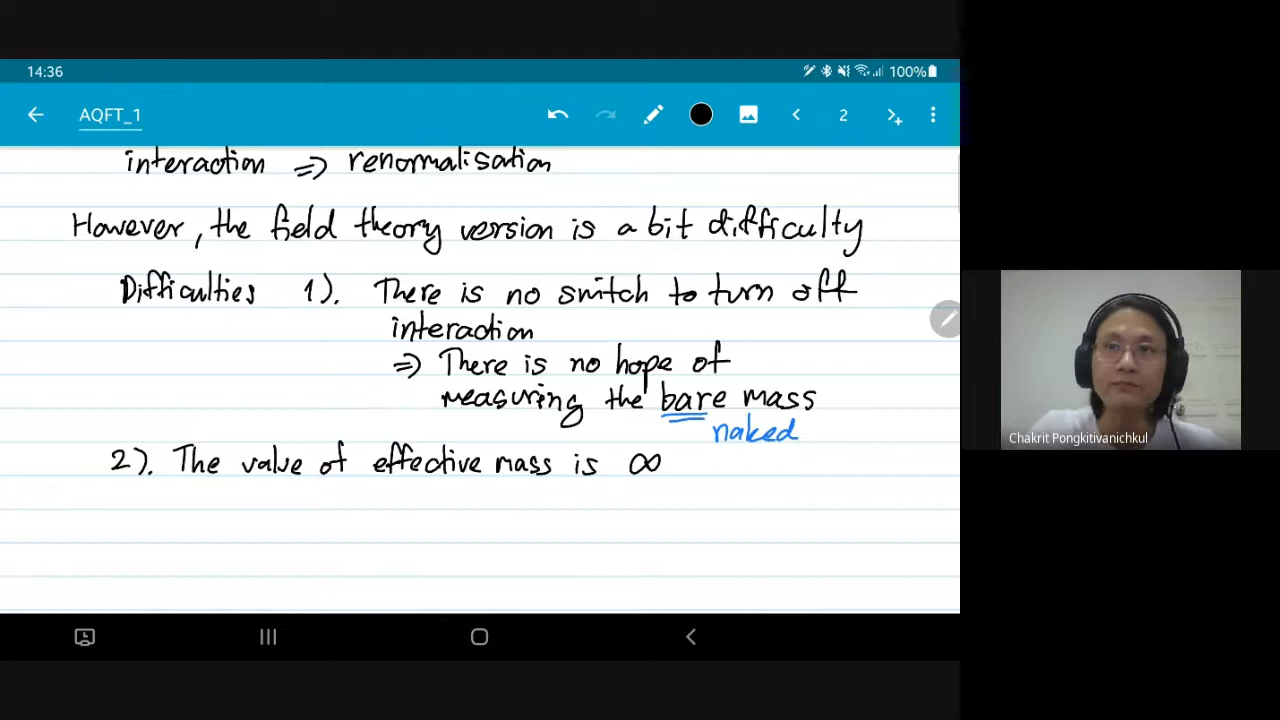 14:36
100%
AQFT_1
2
interaction => renormalisation
However, the field theory version is a bit difficulty
Difficulties 1). There is no switch to turn off
interaction
=> There is no hope of
measuring the bare mass
naked
2). The value of effective mass is ∞
Chakrit Pongkitivanichkul